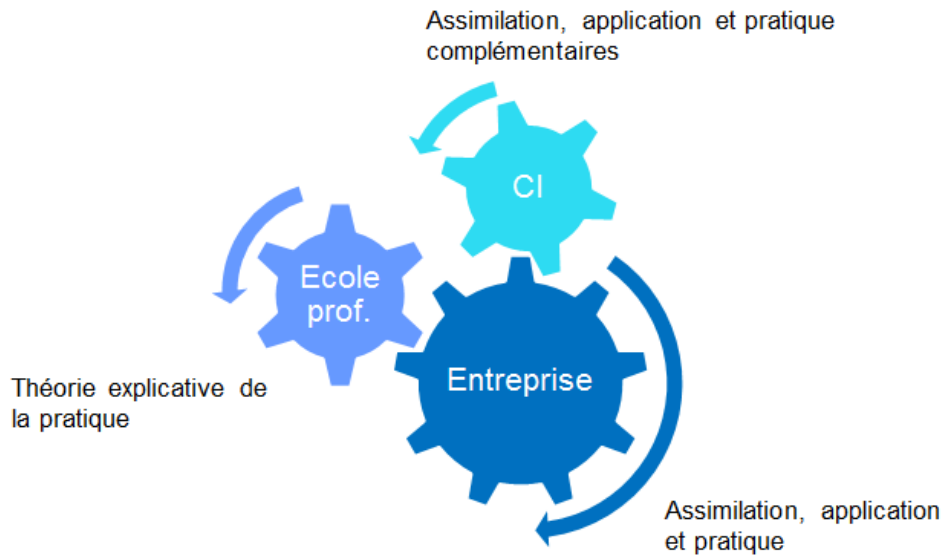 Assimilation, application et pratique
complémentaires
CI
Ecole
prof.
Entreprise
Théorie explicative de
la pratique
Assimilation, application
et pratique